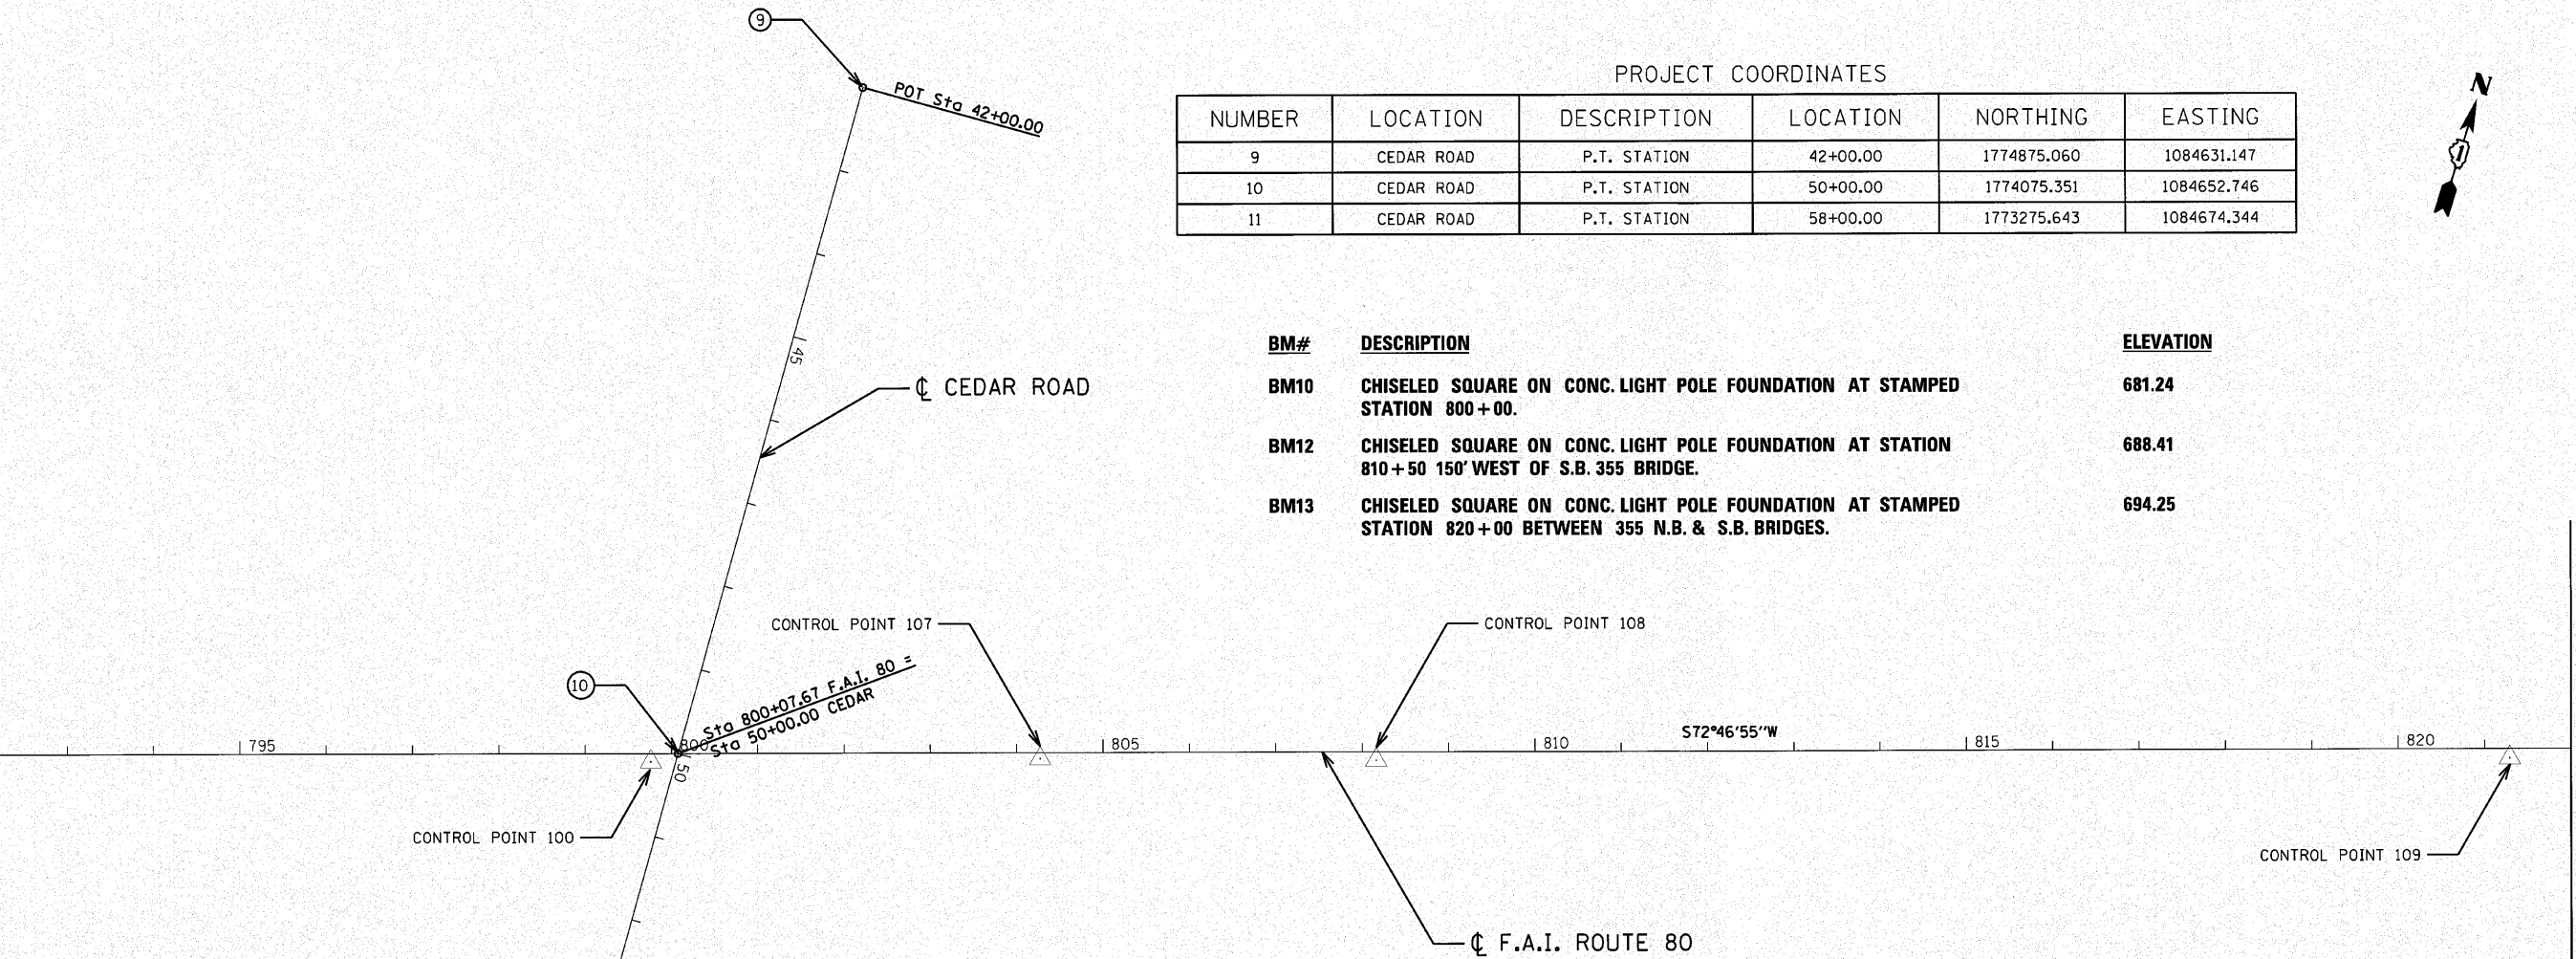 9
POT Sta 42+00.00
PROJECT COORDINATES
NUMBER LOCATION DESCRIPTION LOCATION NORTHING EASTING
9 CEDAR ROAD P.T. STATION 42+00.00 1774875.060 1084631.147
10 CEDAR ROAD P.T. STATION 50+00.00 1774075.351 1084652.746
11 CEDAR ROAD P.T. STATION 58+00.00 1773275.643 1084674.344
N
1
BM# DESCRIPTION ELEVATION
BM10 CHISELED SQUARE ON CONC. LIGHT POLE FOUNDATION AT STAMPED 681.24
STATION 800+00.
BM12 CHISELED SQUARE ON CONC. LIGHT POLE FOUNDATION AT STATION 688.41
810+50 150' WEST OF S.B. 355 BRIDGE.
BM13 CHISELED SQUARE ON CONC. LIGHT POLE FOUNDATION AT STAMPED 694.25
STATION 820+00 BETWEEN 355 N.B. & S.B. BRIDGES.
45
℄ CEDAR ROAD
CONTROL POINT 107
CONTROL POINT 108
10
Sta 800+07.67 F.A.I. 80 =
Sta 50+00.00 CEDAR
S72°46'55"W
795
800
805
810
815
820
50
CONTROL POINT 100
CONTROL POINT 109
℄ F.A.I. ROUTE 80